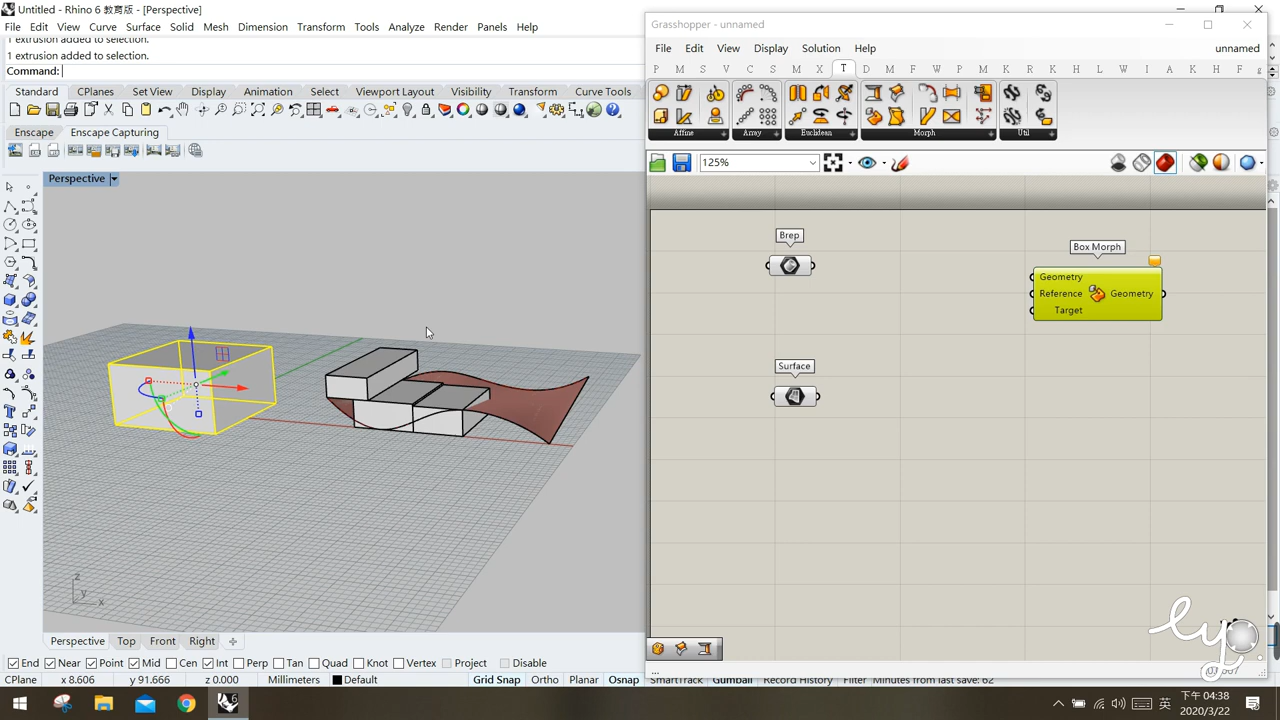 Untitled - Rhino 6 教育版 - [Perspective]
File Edit View Curve Surface Solid Mesh Dimension Transform Tools Analyze Render Panels Help
1 extrusion added to selection.
1 extrusion added to selection.
Command:
Standard CPlanes Set View Display Animation Select Viewport Layout Visibility Transform Curve Tools
Enscape Enscape Capturing
Perspective
z
y
x
Perspective Top Front Right
End Near Point Mid Cen Int Perp Tan Quad Knot Vertex Project Disable
CPlane x 8.606 y 91.666 z 0.000 Millimeters Default Grid Snap Ortho Planar Osnap SmartTrack Gumball Record History Filter Minutes from last save: 62
Grasshopper - unnamed
File Edit View Display Solution Help unnamed
P M S V C S M X T D M F W P M K R K B H L W T A K H F g
Affine Array Euclidean Morph Util
125%
Brep
Box Morph
Geometry
Reference Geometry
Target
Surface
...
ly.
英
下午 04:38
2020/3/22